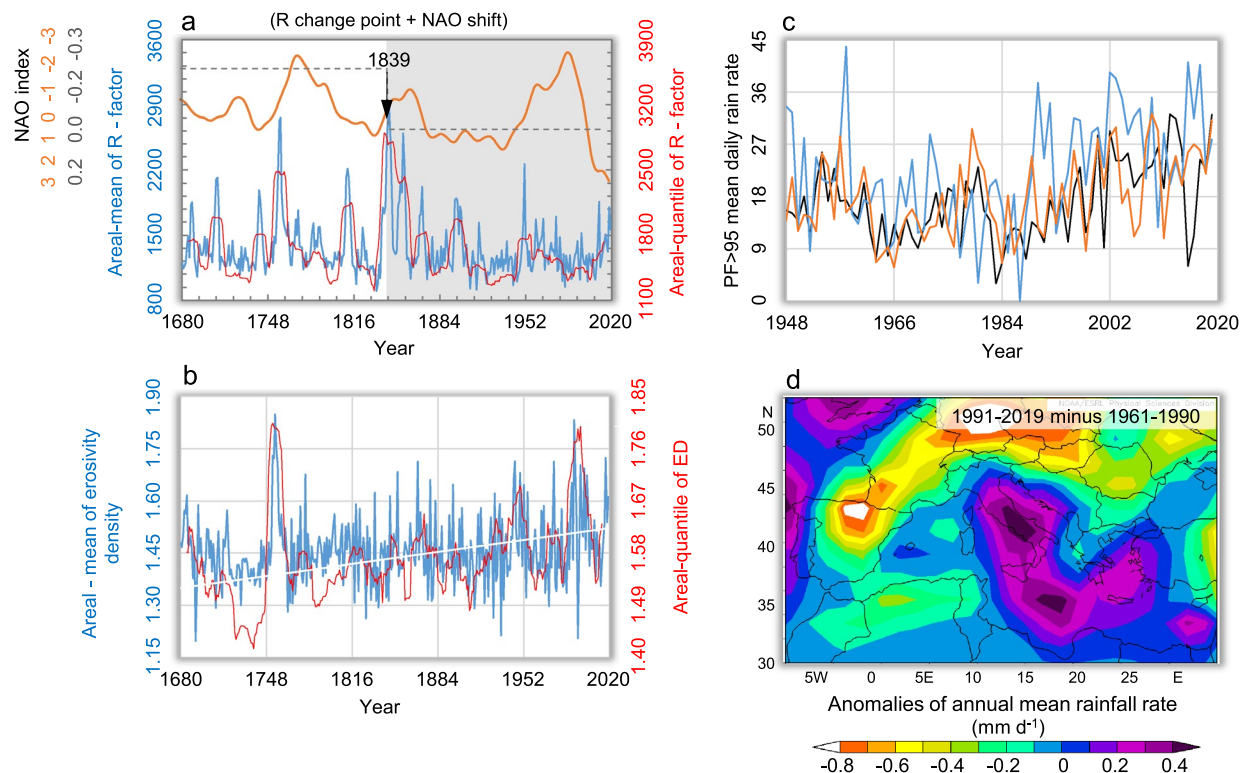 a
(R change point + NAO shift)
1839
NAO index
3 2 1 0 -1 -2 -3
0.2 0.0 -0.2 -0.3
Areal-mean of R - factor
800 1500 2200 2900 3600
1100 1800 2500 3200 3900
Areal-quantile of R - factor
1680 1748 1816 1884 1952 2020
Year
c
PF>95 mean daily rain rate
0 9 18 27 36 45
1948 1966 1984 2002 2020
Year
b
Areal - mean of erosivity
density
1.15 1.30 1.45 1.60 1.75 1.90
1.40 1.49 1.58 1.67 1.76 1.85
Areal-quantile of ED
1680 1748 1816 1884 1952 2020
Year
d
NOAA/ESRL Physical Sciences Division
1991-2019 minus 1961-1990
N
50
45
40
35
30
5W 0 5E 10 15 20 25 E
Anomalies of annual mean rainfall rate
(mm d-1)
-0.8 -0.4 -0.2 0 0.2 0.4